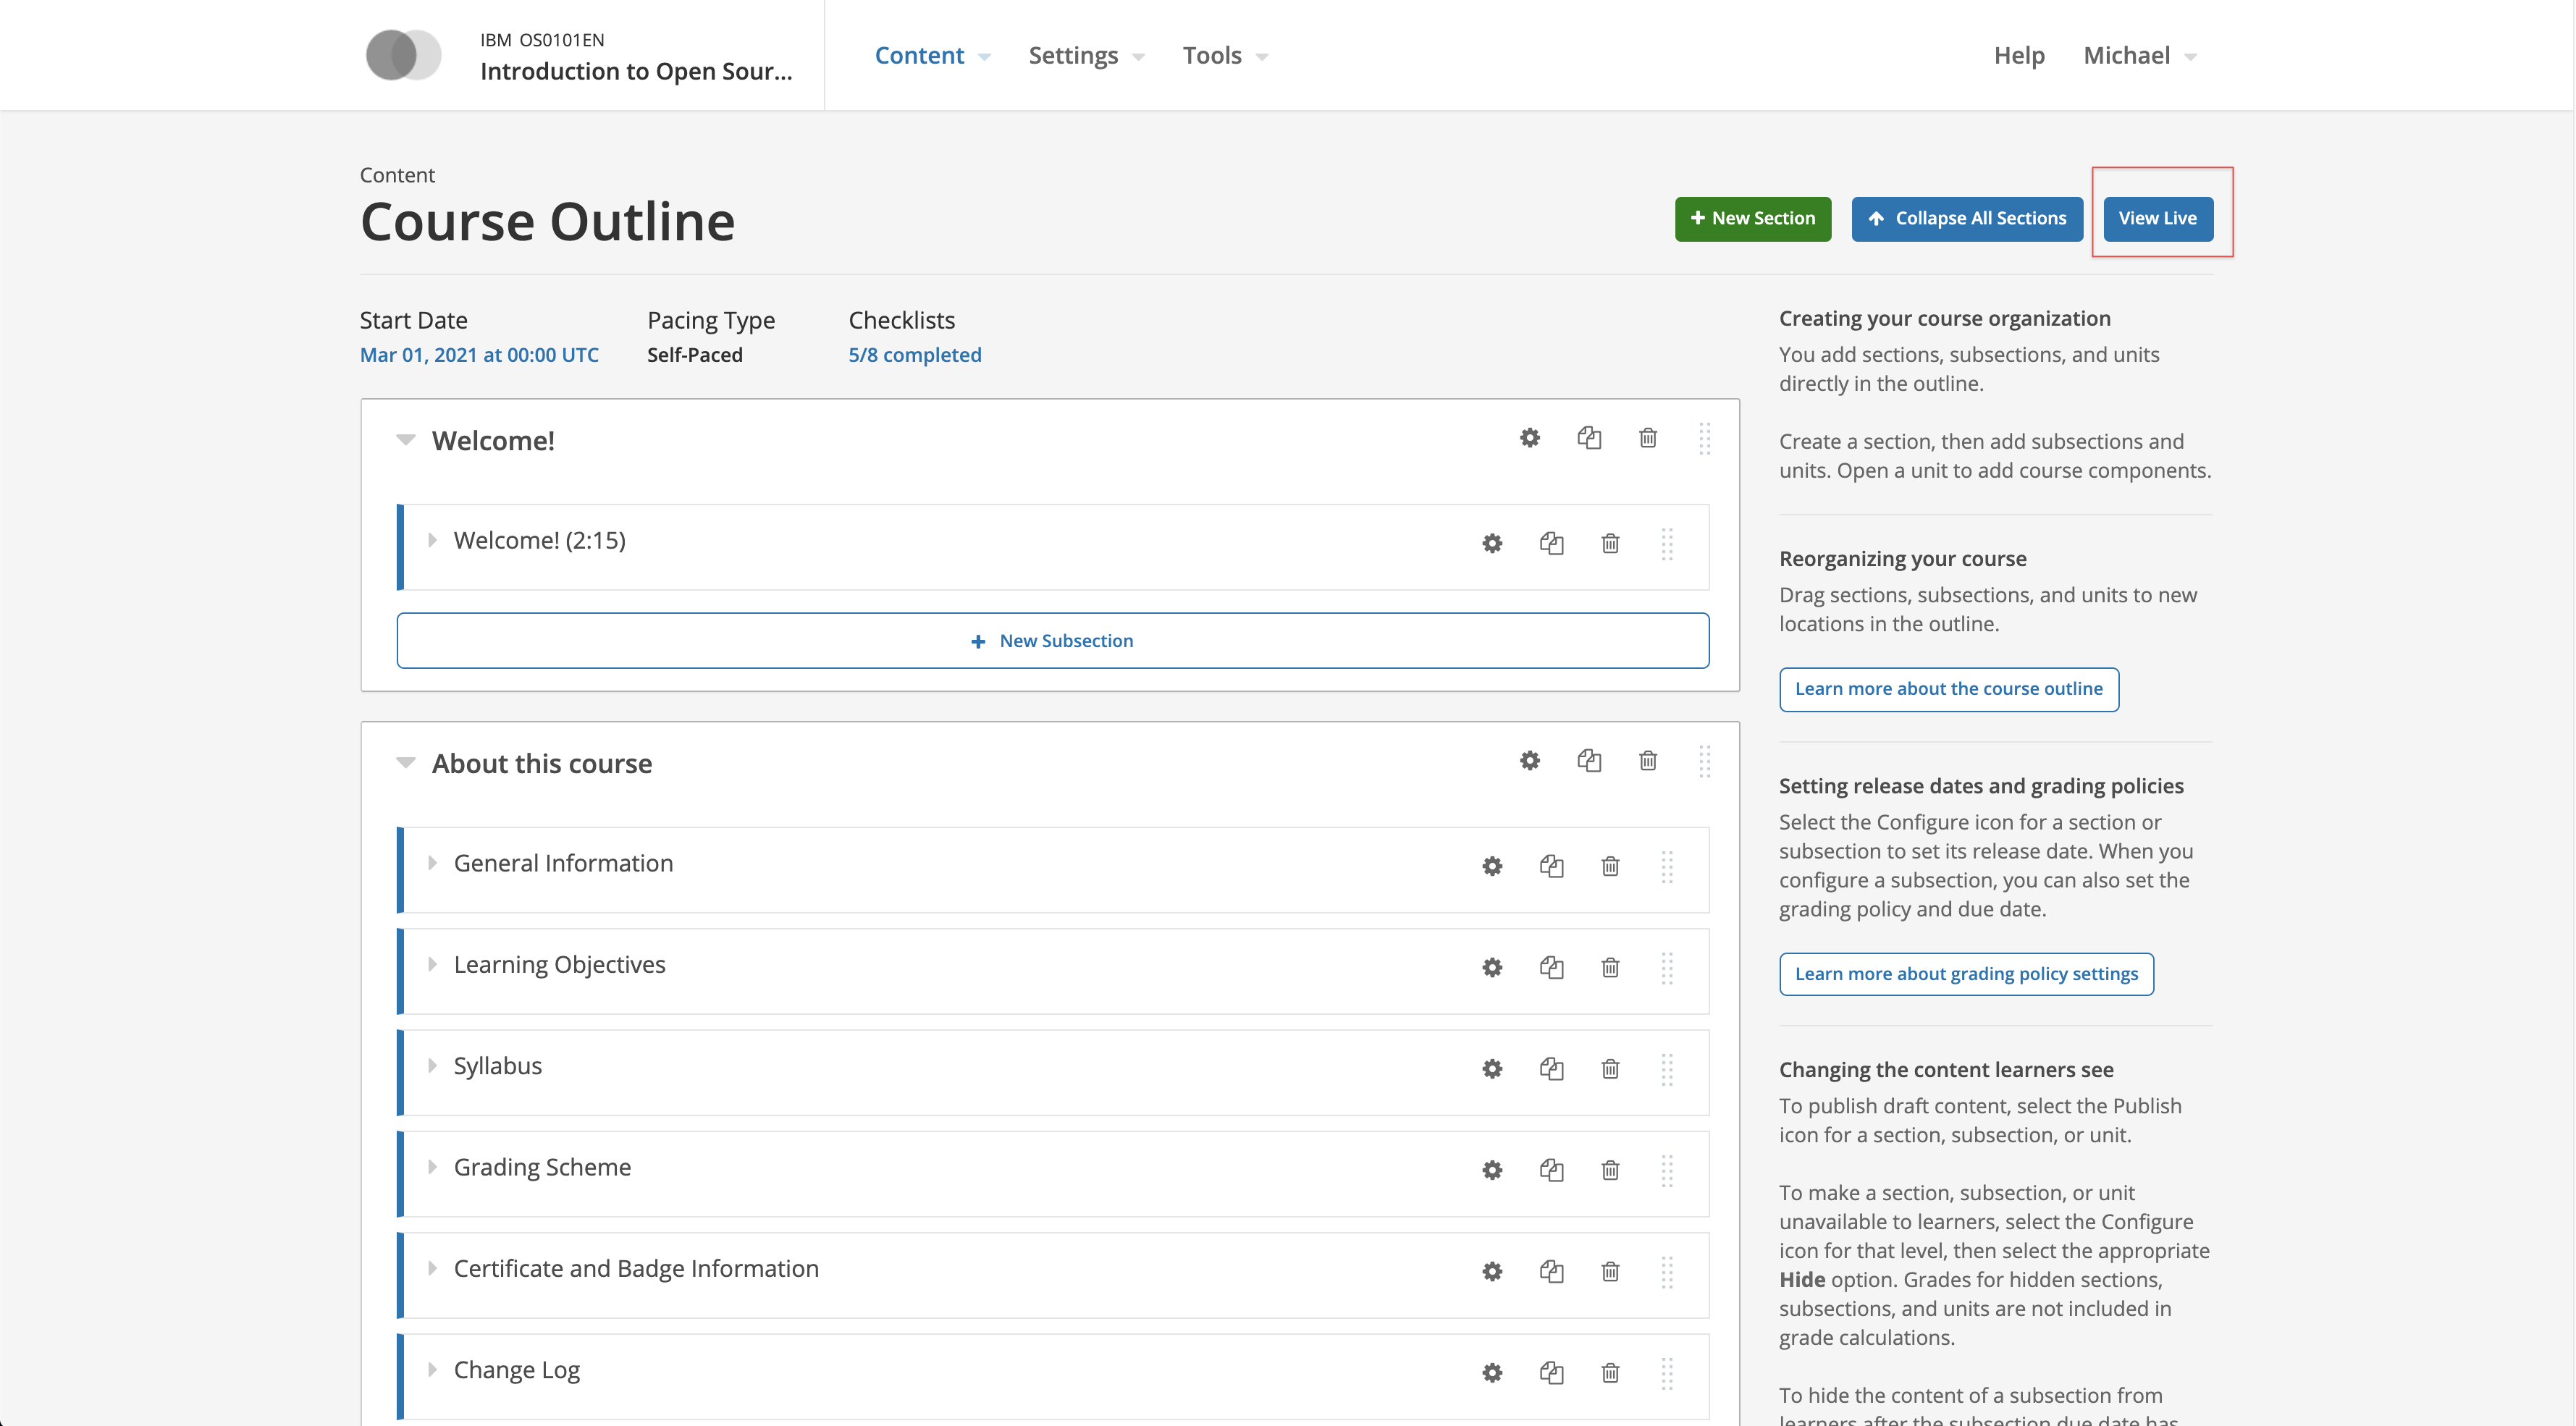 IBM OS0101EN
Introduction to Open Sour...
Content
Settings
Tools
Help
Michael
Content
Course Outline
+ New Section
Collapse All Sections
View Live
Start Date
Mar 01, 2021 at 00:00 UTC
Pacing Type
Self-Paced
Checklists
5/8 completed
Welcome!
Welcome! (2:15)
+ New Subsection
About this course
General Information
Learning Objectives
Syllabus
Grading Scheme
Certificate and Badge Information
Change Log
Creating your course organization
You add sections, subsections, and units
directly in the outline.
Create a section, then add subsections and
units. Open a unit to add course components.
Reorganizing your course
Drag sections, subsections, and units to new
locations in the outline.
Learn more about the course outline
Setting release dates and grading policies
Select the Configure icon for a section or
subsection to set its release date. When you
configure a subsection, you can also set the
grading policy and due date.
Learn more about grading policy settings
Changing the content learners see
To publish draft content, select the Publish
icon for a section, subsection, or unit.
To make a section, subsection, or unit
unavailable to learners, select the Configure
icon for that level, then select the appropriate
Hide option. Grades for hidden sections,
subsections, and units are not included in
grade calculations.
To hide the content of a subsection from
learners after the subsection due date has